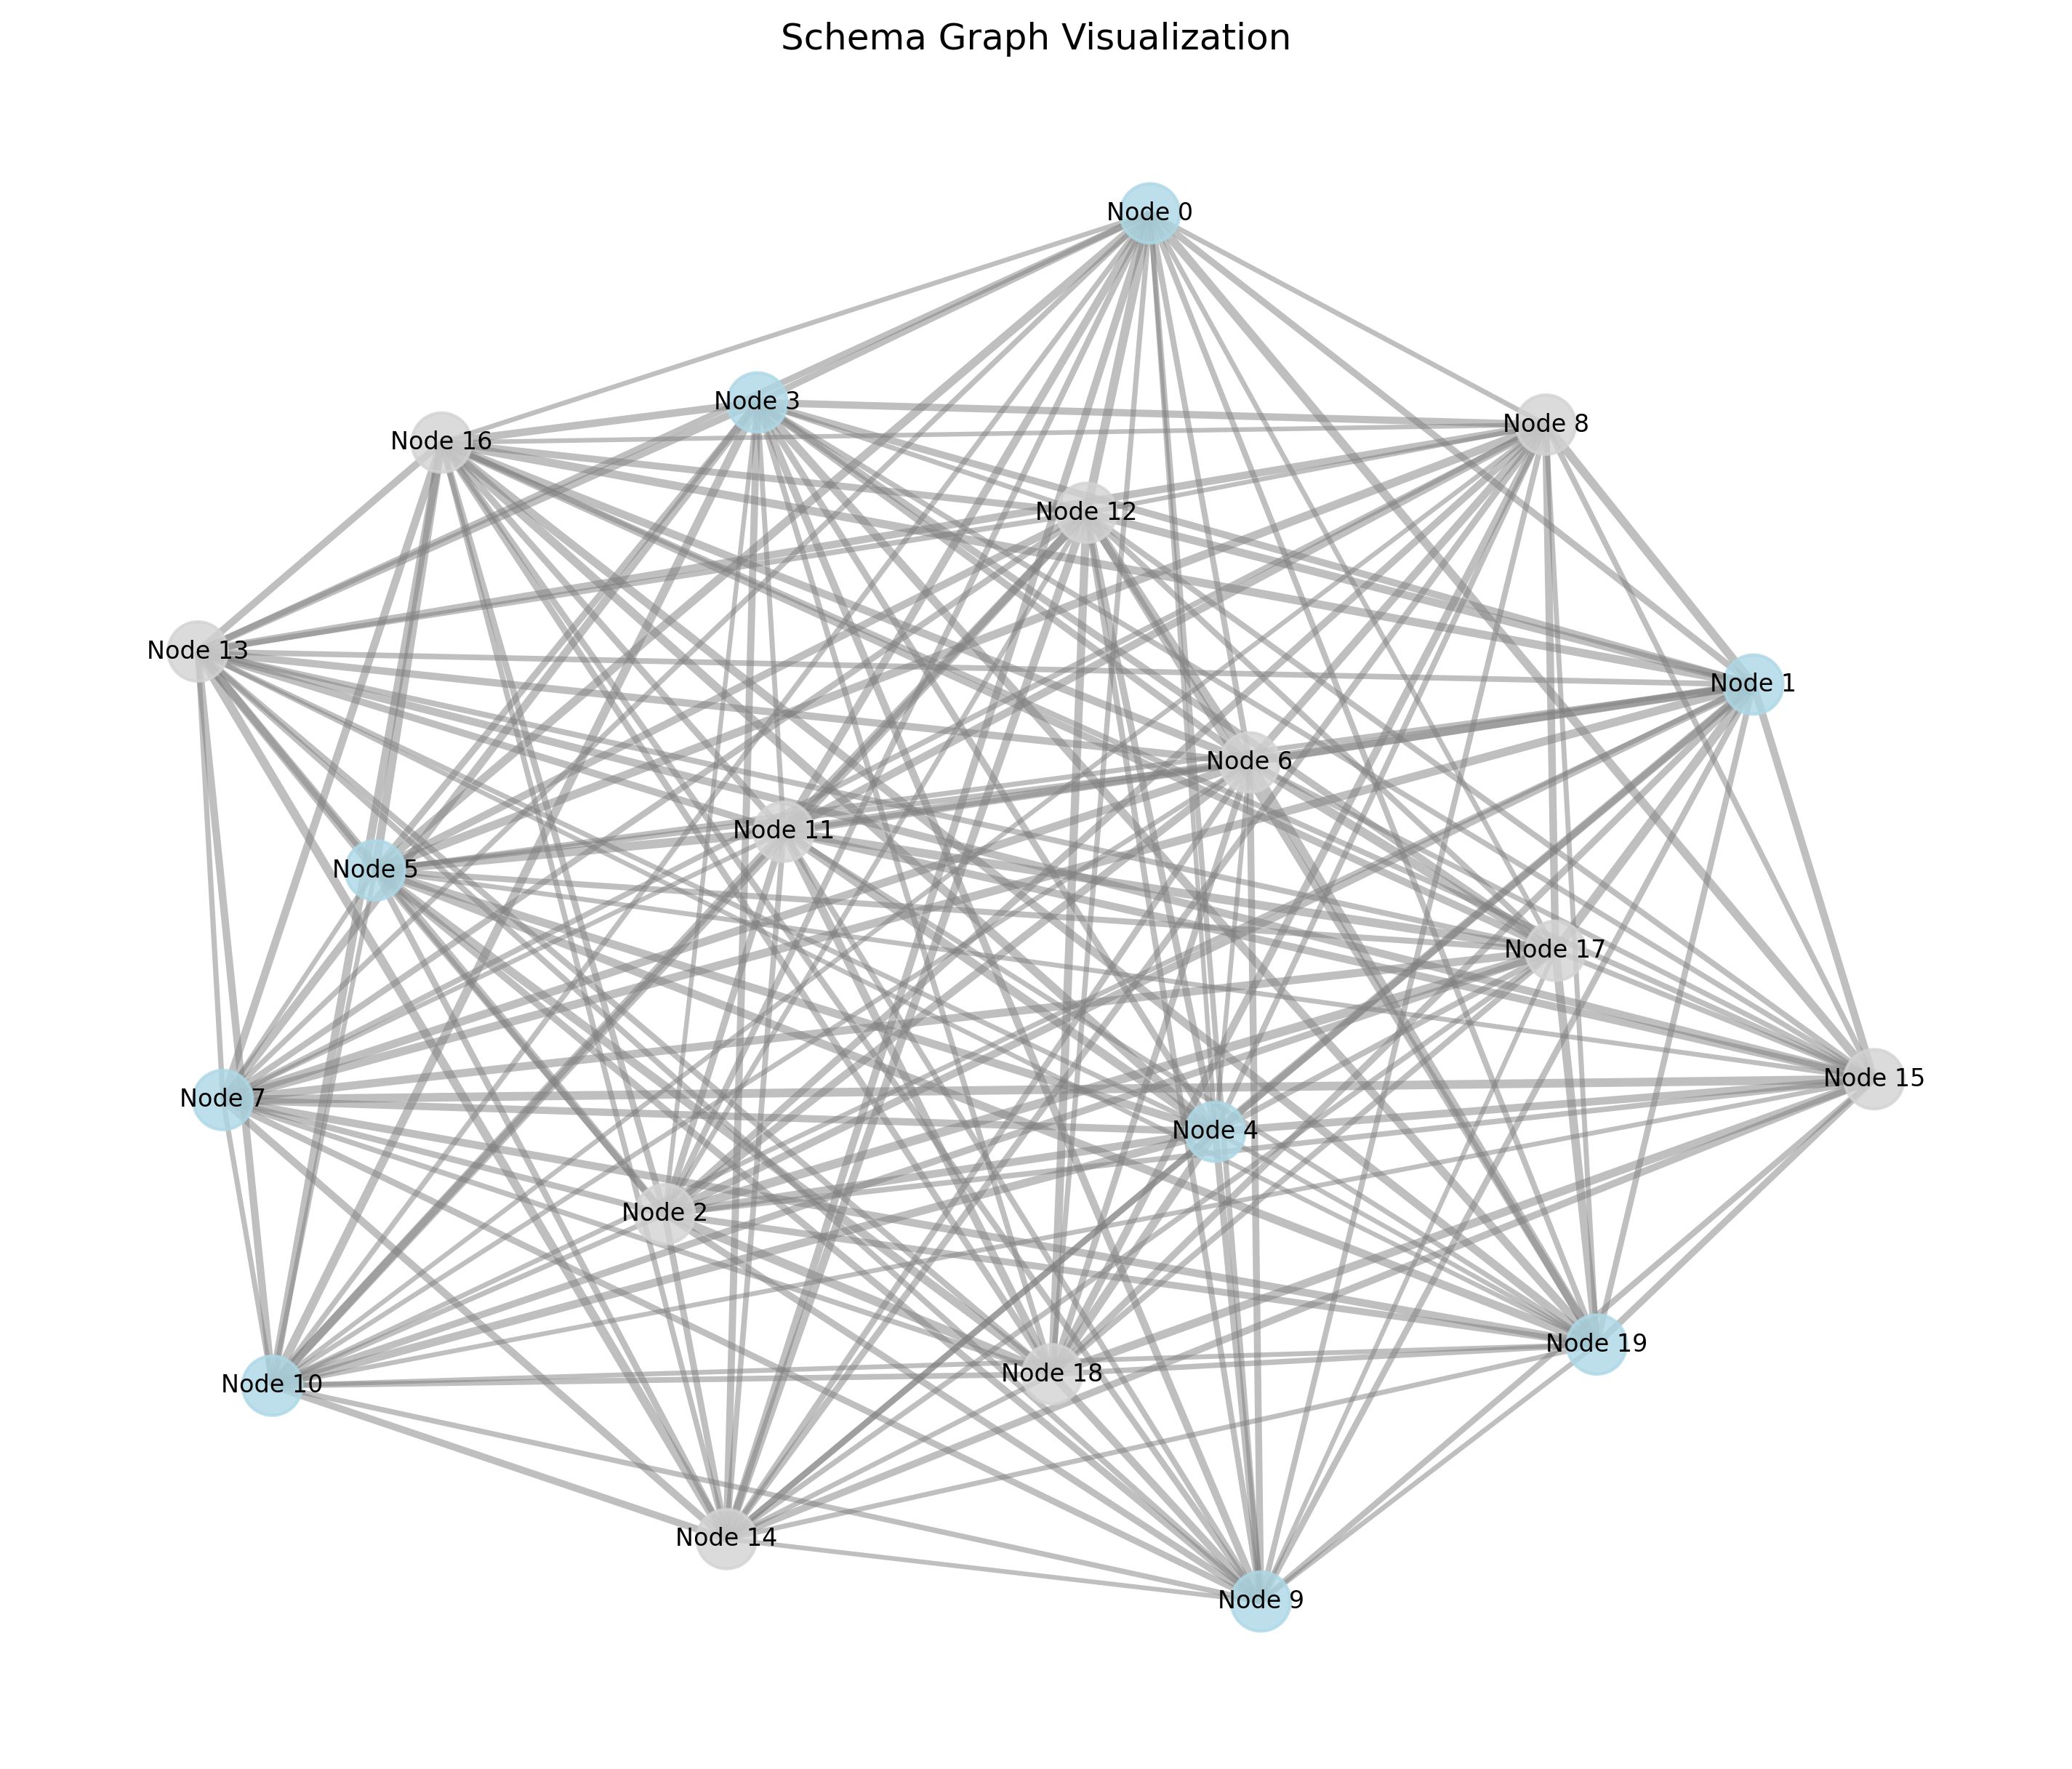 Schema Graph Visualization
Node 0
Node 3
Node 8
Node 16
Node 12
Node 13
Node 1
Node 6
Node 11
Node 5
Node 17
Node 15
Node 7
Node 4
Node 2
Node 19
Node 18
Node 10
Node 14
Node 9